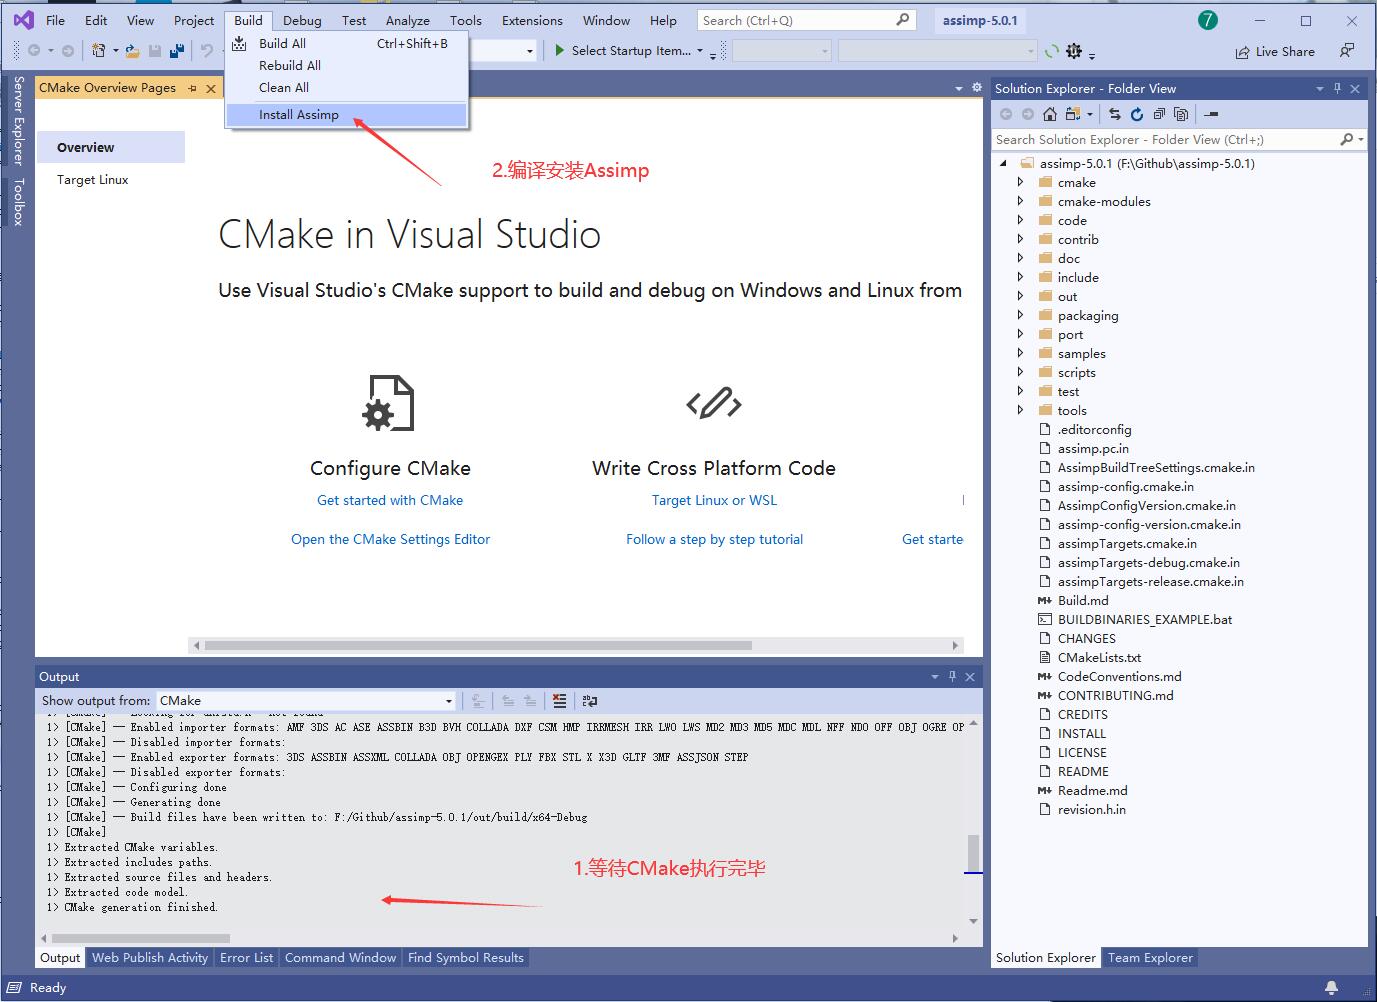 File Edit View Project Build Debug Test Analyze Tools Extensions Window Help Search (Ctrl+Q) assimp-5.0.1 7
Select Startup Item... Live Share
Build All Ctrl+Shift+B
Rebuild All
Clean All
Install Assimp
Server Explorer
Toolbox
CMake Overview Pages
Overview
Target Linux
2.编译安装Assimp
CMake in Visual Studio
Use Visual Studio's CMake support to build and debug on Windows and Linux from
Configure CMake
Get started with CMake
Open the CMake Settings Editor
Write Cross Platform Code
Target Linux or WSL
Follow a step by step tutorial
Get starte
Output
Show output from: CMake
1> [CMake] — Enabled importer formats: AMF 3DS AC ASE ASSBIN B3D BVH COLLADA DXF CSM HMP IRRMESH IRR LWO LWS MD2 MD3 MD5 MDC MDL NFF NDO OFF OBJ OGRE OP
1> [CMake] — Disabled importer formats:
1> [CMake] — Enabled exporter formats: 3DS ASSBIN ASSXML COLLADA OBJ OPENGEX PLY FBX STL X X3D GLTF 3MF ASSJSON STEP
1> [CMake] — Disabled exporter formats:
1> [CMake] — Configuring done
1> [CMake] — Generating done
1> [CMake] — Build files have been written to: F:/Github/assimp-5.0.1/out/build/x64-Debug
1> [CMake]
1> Extracted CMake variables.
1> Extracted includes paths.
1> Extracted source files and headers.
1> Extracted code model.
1> CMake generation finished.
1.等待CMake执行完毕
Output Web Publish Activity Error List Command Window Find Symbol Results
Ready
Solution Explorer - Folder View
Search Solution Explorer - Folder View (Ctrl+;)
assimp-5.0.1 (F:\Github\assimp-5.0.1)
cmake
cmake-modules
code
contrib
doc
include
out
packaging
port
samples
scripts
test
tools
.editorconfig
assimp.pc.in
AssimpBuildTreeSettings.cmake.in
assimp-config.cmake.in
AssimpConfigVersion.cmake.in
assimp-config-version.cmake.in
assimpTargets.cmake.in
assimpTargets-debug.cmake.in
assimpTargets-release.cmake.in
Build.md
BUILDBINARIES_EXAMPLE.bat
CHANGES
CMakeLists.txt
CodeConventions.md
CONTRIBUTING.md
CREDITS
INSTALL
LICENSE
README
Readme.md
revision.h.in
Solution Explorer Team Explorer